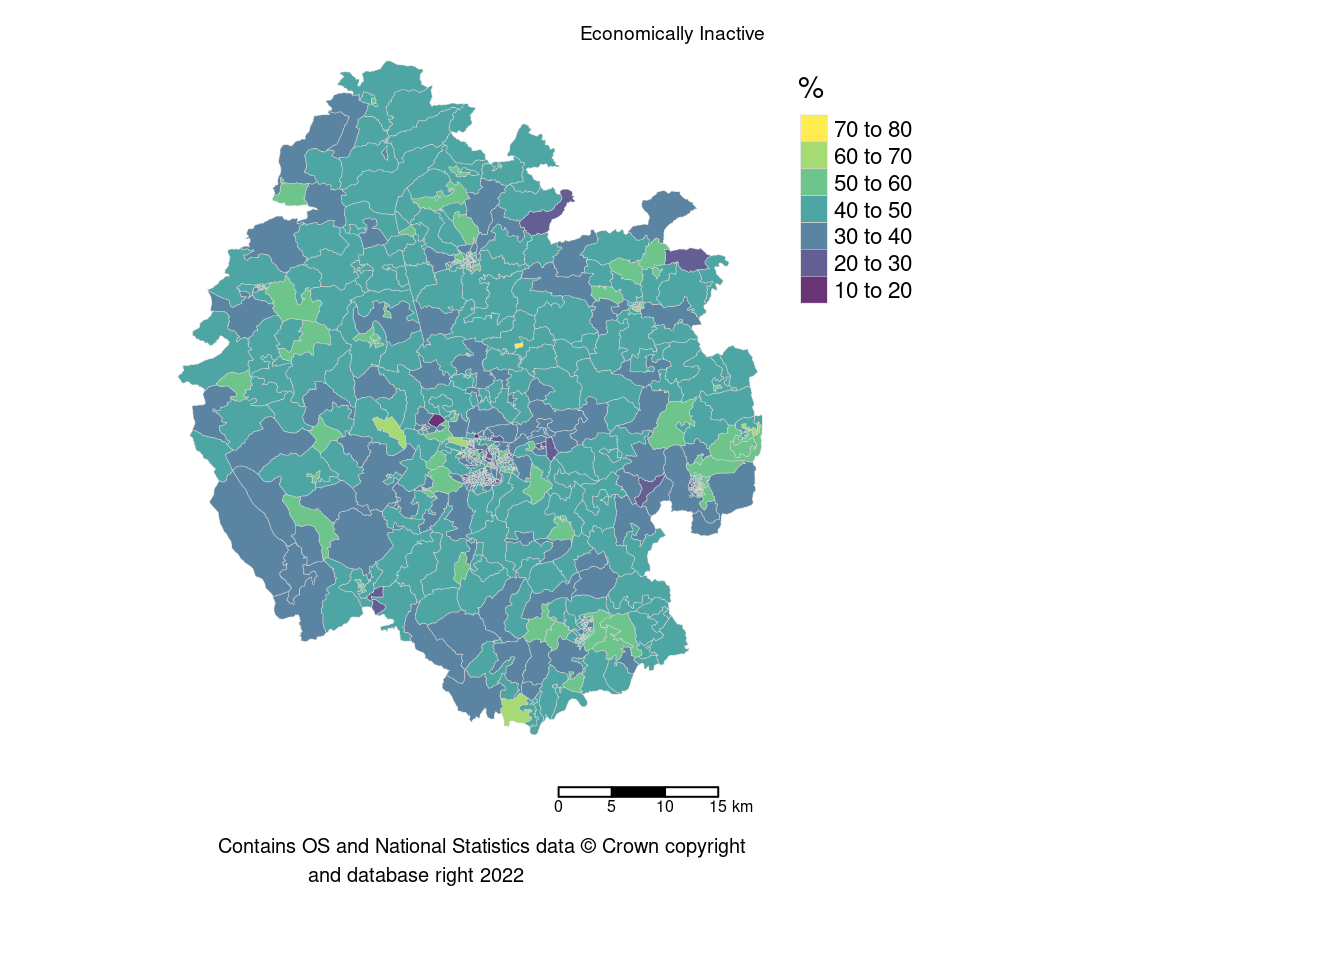 Economically Inactive
%
70 to 80
60 to 70
50 to 60
40 to 50
30 to 40
20 to 30
10 to 20
0 5 10 15 km
Contains OS and National Statistics data © Crown copyright
and database right 2022